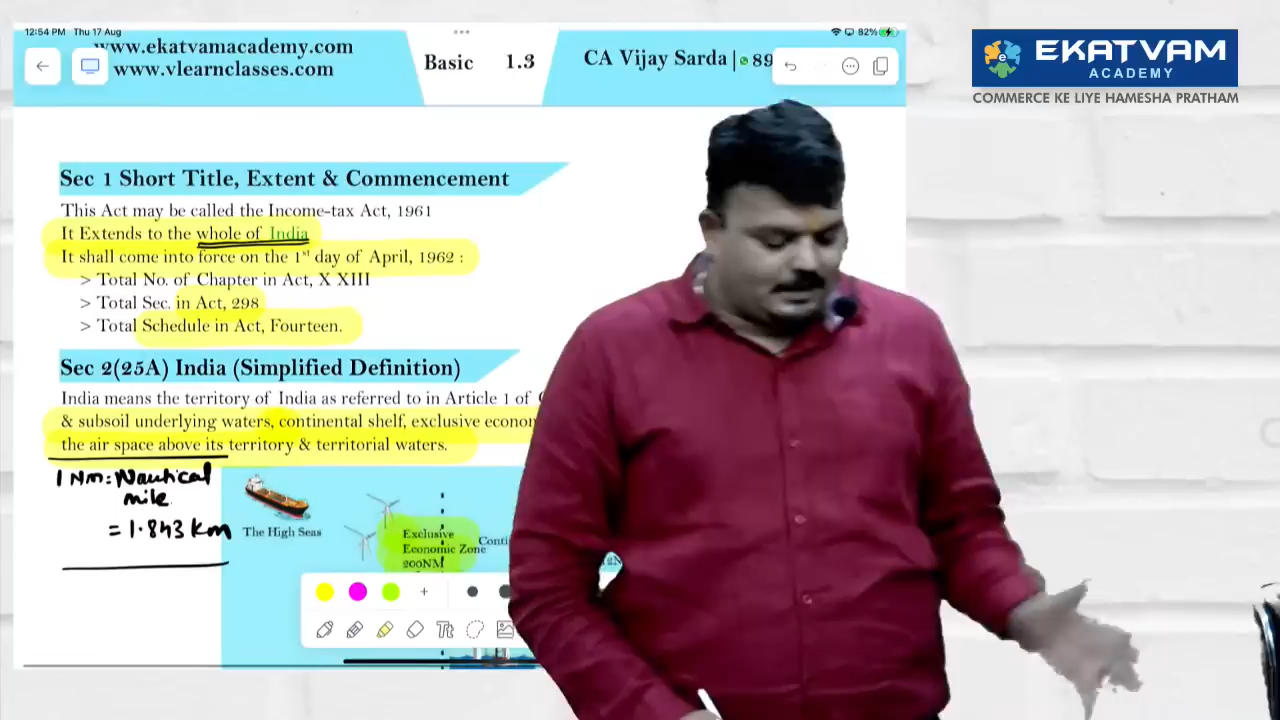 12:54 PM Thu 17 Aug
82%
www.ekatvamacademy.com
www.vlearnclasses.com
Basic 1.3
CA Vijay Sarda | 89
EKATVAM
ACADEMY
COMMERCE KE LIYE HAMESHA PRATHAM
Sec 1 Short Title, Extent & Commencement
This Act may be called the Income-tax Act, 1961
It Extends to the whole of India
It shall come into force on the 1st day of April, 1962 :
> Total No. of Chapter in Act, X XIII
> Total Sec. in Act, 298
> Total Schedule in Act, Fourteen.
Sec 2(25A) India (Simplified Definition)
India means the territory of India as referred to in Article 1 of
& subsoil underlying waters, continental shelf, exclusive
the air space above its territory & territorial waters.
1 Nm: Nautical
mile
= 1.843 km
The High Seas
Exclusive
Economic Zone
200NM
Tt